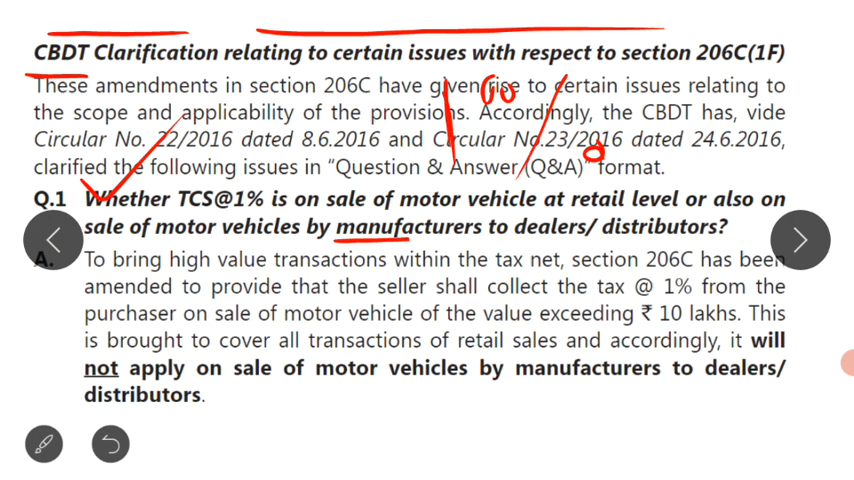 CBDT Clarification relating to certain issues with respect to section 206C(1F)
These amendments in section 206C have given rise to certain issues relating to
the scope and applicability of the provisions. Accordingly, the CBDT has, vide
Circular No. 22/2016 dated 8.6.2016 and Circular No.23/2016 dated 24.6.2016,
clarified the following issues in “Question & Answer (Q&A)” format.
Q.1 Whether TCS@1% is on sale of motor vehicle at retail level or also on
sale of motor vehicles by manufacturers to dealers/ distributors?
A. To bring high value transactions within the tax net, section 206C has been
amended to provide that the seller shall collect the tax @ 1% from the
purchaser on sale of motor vehicle of the value exceeding ₹ 10 lakhs. This
is brought to cover all transactions of retail sales and accordingly, it will
not apply on sale of motor vehicles by manufacturers to dealers/
distributors.